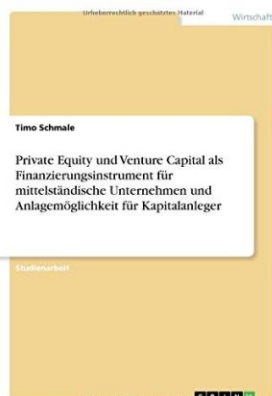 Urheberrechtlich geschütztes Material
Wirtschaft
Timo Schmale
Private Equity und Venture Capital als
Finanzierungsinstrument für
mittelständische Unternehmen und
Anlagemöglichkeit für Kapitalanleger
Studienarbeit
GRIN